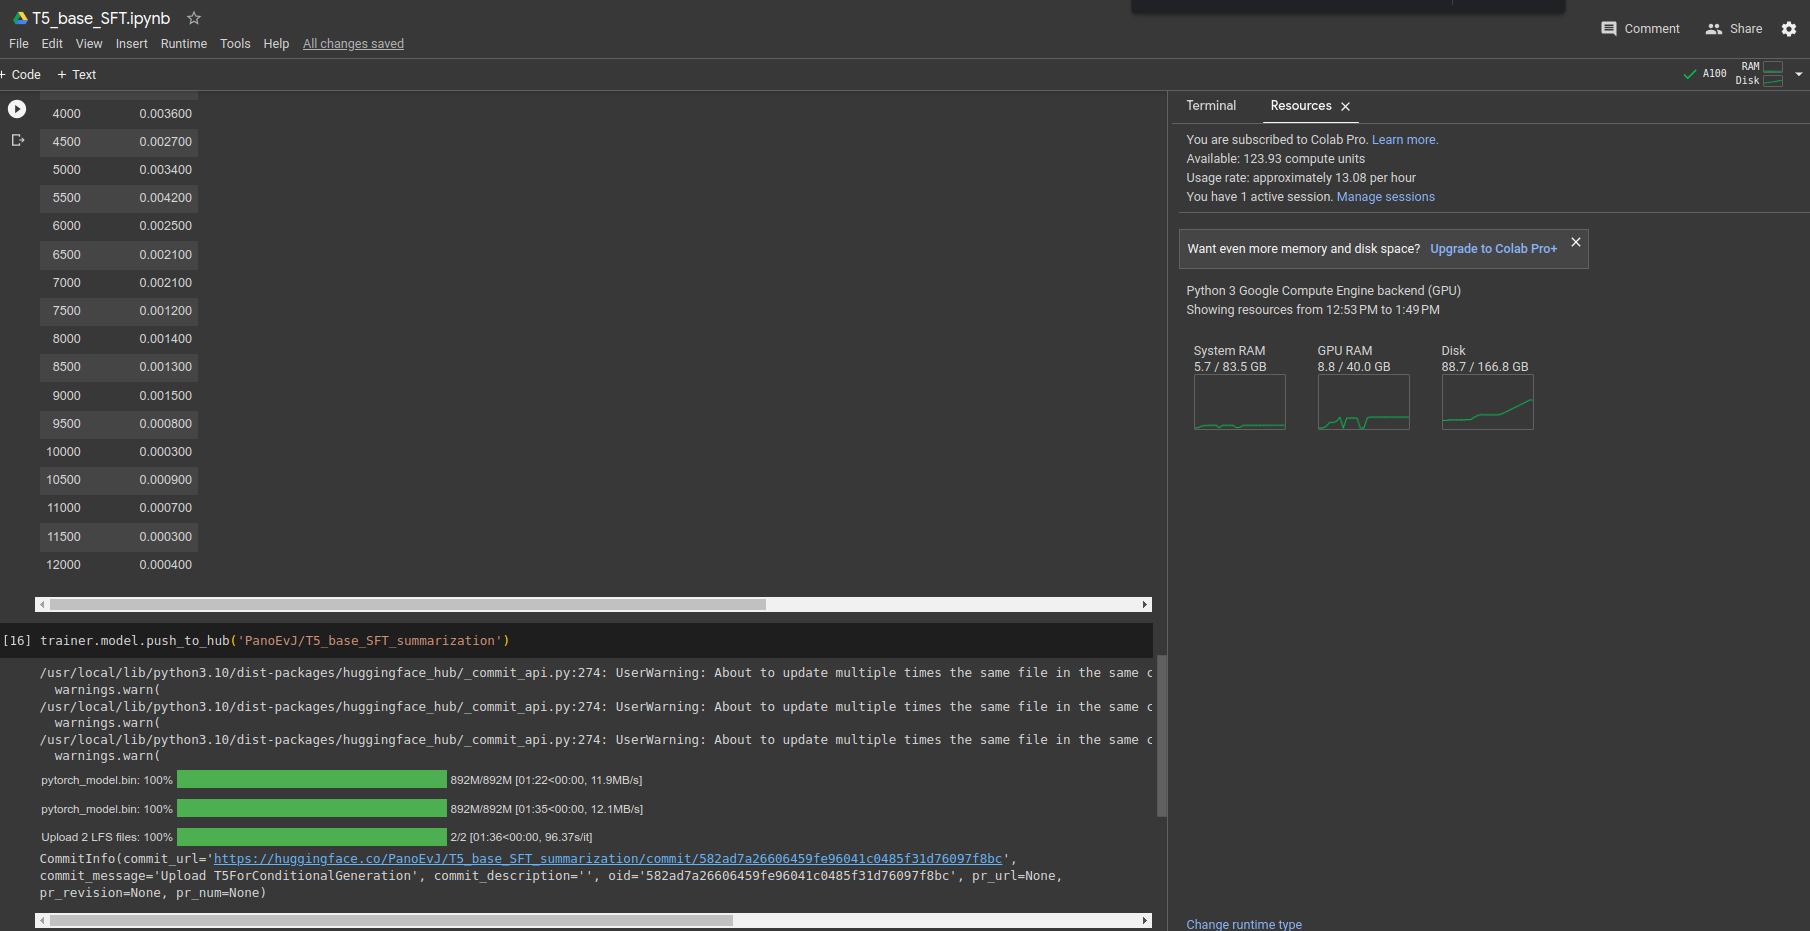 T5_base_SFT.ipynb
File Edit View Insert Runtime Tools Help All changes saved
Comment Share
+ Code + Text
A100 RAM Disk
4000 0.003600
4500 0.002700
5000 0.003400
5500 0.004200
6000 0.002500
6500 0.002100
7000 0.002100
7500 0.001200
8000 0.001400
8500 0.001300
9000 0.001500
9500 0.000800
10000 0.000300
10500 0.000900
11000 0.000700
11500 0.000300
12000 0.000400
[16] trainer.model.push_to_hub('PanoEvJ/T5_base_SFT_summarization')
/usr/local/lib/python3.10/dist-packages/huggingface_hub/_commit_api.py:274: UserWarning: About to update multiple times the same file in the same c
warnings.warn(
/usr/local/lib/python3.10/dist-packages/huggingface_hub/_commit_api.py:274: UserWarning: About to update multiple times the same file in the same c
warnings.warn(
/usr/local/lib/python3.10/dist-packages/huggingface_hub/_commit_api.py:274: UserWarning: About to update multiple times the same file in the same c
warnings.warn(
pytorch_model.bin: 100% 892M/892M [01:22<00:00, 11.9MB/s]
pytorch_model.bin: 100% 892M/892M [01:35<00:00, 12.1MB/s]
Upload 2 LFS files: 100% 2/2 [01:36<00:00, 96.37s/it]
CommitInfo(commit_url='https://huggingface.co/PanoEvJ/T5_base_SFT_summarization/commit/582ad7a26606459fe96041c0485f31d76097f8bc',
commit_message='Upload T5ForConditionalGeneration', commit_description='', oid='582ad7a26606459fe96041c0485f31d76097f8bc', pr_url=None,
pr_revision=None, pr_num=None)
Terminal Resources
You are subscribed to Colab Pro. Learn more.
Available: 123.93 compute units
Usage rate: approximately 13.08 per hour
You have 1 active session. Manage sessions
Want even more memory and disk space? Upgrade to Colab Pro+
Python 3 Google Compute Engine backend (GPU)
Showing resources from 12:53 PM to 1:49 PM
System RAM GPU RAM Disk
5.7 / 83.5 GB 8.8 / 40.0 GB 88.7 / 166.8 GB
Change runtime type